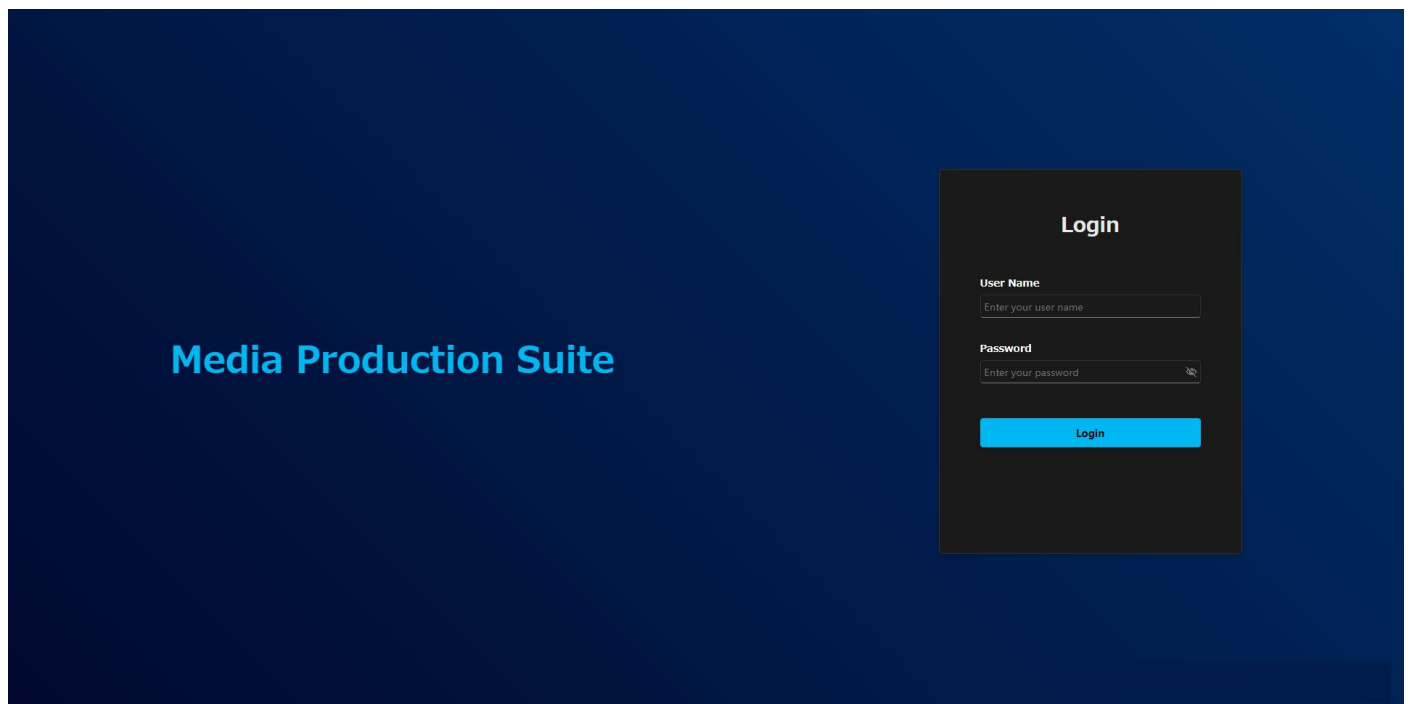 Media Production Suite
Login
User Name
Enter your user name
Password
Enter your password
Login